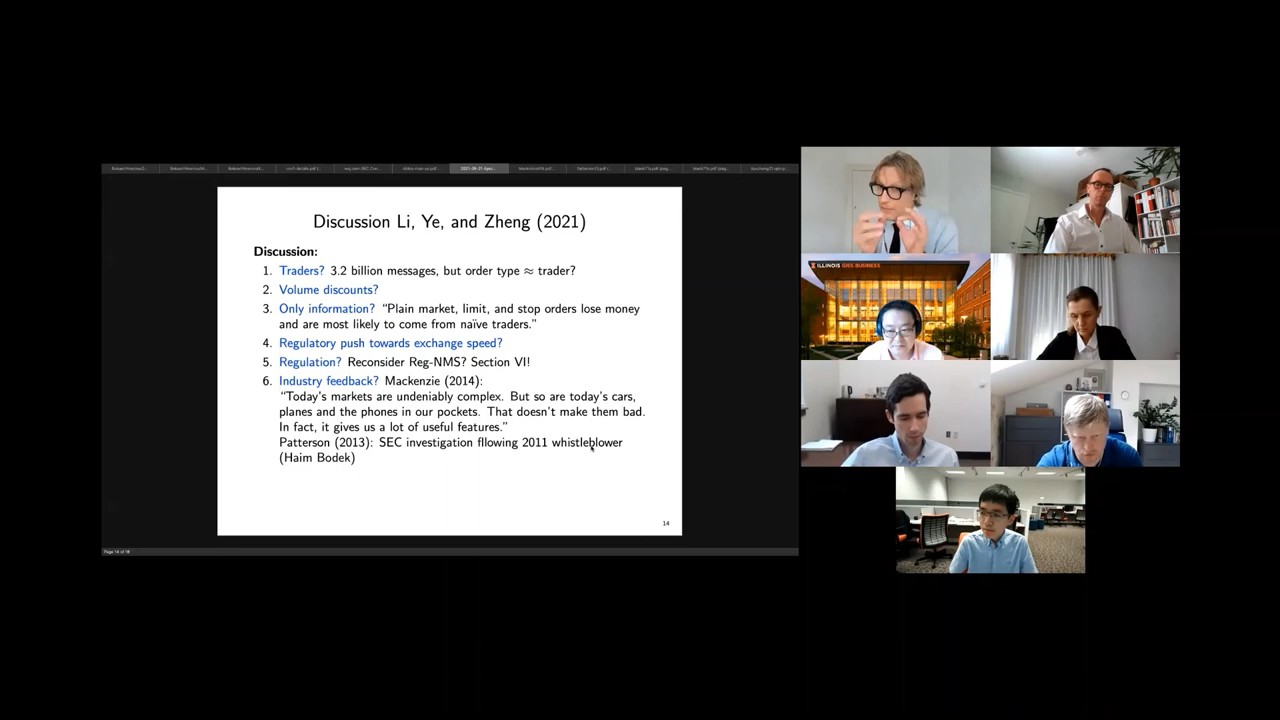 Discussion Li, Ye, and Zheng (2021)
Discussion:
1. Traders? 3.2 billion messages, but order type ≈ trader?
2. Volume discounts?
3. Only information? “Plain market, limit, and stop orders lose money
and are most likely to come from naïve traders.”
4. Regulatory push towards exchange speed?
5. Regulation? Reconsider Reg-NMS? Section VI!
6. Industry feedback? Mackenzie (2014):
“Today’s markets are undeniably complex. But so are today’s cars,
planes and the phones in our pockets. That doesn’t make them bad.
In fact, it gives us a lot of useful features.”
Patterson (2013): SEC investigation fllowing 2011 whistleblower
(Haim Bodek)
14
Page 14 of 18
ILLINOIS GIES BUSINESS